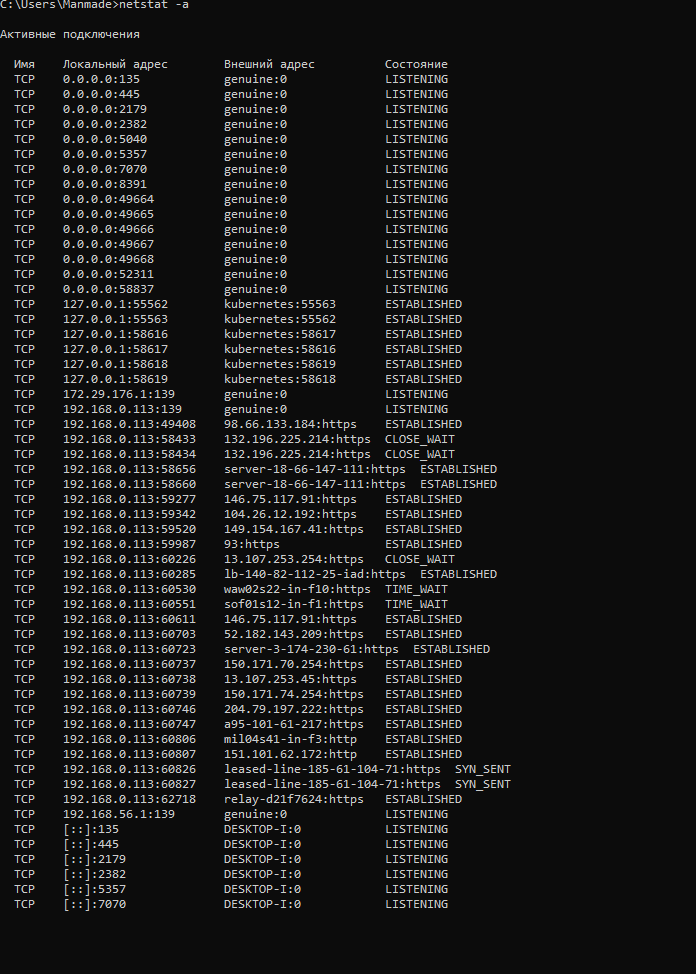 C:\Users\Manmade>netstat -a
Активные подключения
Имя Локальный адрес Внешний адрес Состояние
TCP 0.0.0.0:135 genuine:0 LISTENING
TCP 0.0.0.0:445 genuine:0 LISTENING
TCP 0.0.0.0:2179 genuine:0 LISTENING
TCP 0.0.0.0:2382 genuine:0 LISTENING
TCP 0.0.0.0:5040 genuine:0 LISTENING
TCP 0.0.0.0:5357 genuine:0 LISTENING
TCP 0.0.0.0:7070 genuine:0 LISTENING
TCP 0.0.0.0:8391 genuine:0 LISTENING
TCP 0.0.0.0:49664 genuine:0 LISTENING
TCP 0.0.0.0:49665 genuine:0 LISTENING
TCP 0.0.0.0:49666 genuine:0 LISTENING
TCP 0.0.0.0:49667 genuine:0 LISTENING
TCP 0.0.0.0:49668 genuine:0 LISTENING
TCP 0.0.0.0:52311 genuine:0 LISTENING
TCP 0.0.0.0:58837 genuine:0 LISTENING
TCP 127.0.0.1:55562 kubernetes:55563 ESTABLISHED
TCP 127.0.0.1:55563 kubernetes:55562 ESTABLISHED
TCP 127.0.0.1:58616 kubernetes:58617 ESTABLISHED
TCP 127.0.0.1:58617 kubernetes:58616 ESTABLISHED
TCP 127.0.0.1:58618 kubernetes:58619 ESTABLISHED
TCP 127.0.0.1:58619 kubernetes:58618 ESTABLISHED
TCP 172.29.176.1:139 genuine:0 LISTENING
TCP 192.168.0.113:139 genuine:0 LISTENING
TCP 192.168.0.113:49408 98.66.133.184:https ESTABLISHED
TCP 192.168.0.113:58433 132.196.225.214:https CLOSE_WAIT
TCP 192.168.0.113:58434 132.196.225.214:https CLOSE_WAIT
TCP 192.168.0.113:58656 server-18-66-147-111:https ESTABLISHED
TCP 192.168.0.113:58660 server-18-66-147-111:https ESTABLISHED
TCP 192.168.0.113:59277 146.75.117.91:https ESTABLISHED
TCP 192.168.0.113:59342 104.26.12.192:https ESTABLISHED
TCP 192.168.0.113:59520 149.154.167.41:https ESTABLISHED
TCP 192.168.0.113:59987 93:https ESTABLISHED
TCP 192.168.0.113:60226 13.107.253.254:https CLOSE_WAIT
TCP 192.168.0.113:60285 lb-140-82-112-25-iad:https ESTABLISHED
TCP 192.168.0.113:60530 waw02s22-in-f10:https TIME_WAIT
TCP 192.168.0.113:60551 sof01s12-in-f1:https TIME_WAIT
TCP 192.168.0.113:60611 146.75.117.91:https ESTABLISHED
TCP 192.168.0.113:60703 52.182.143.209:https ESTABLISHED
TCP 192.168.0.113:60723 server-3-174-230-61:https ESTABLISHED
TCP 192.168.0.113:60737 150.171.70.254:https ESTABLISHED
TCP 192.168.0.113:60738 13.107.253.45:https ESTABLISHED
TCP 192.168.0.113:60739 150.171.74.254:https ESTABLISHED
TCP 192.168.0.113:60746 204.79.197.222:https ESTABLISHED
TCP 192.168.0.113:60747 a95-101-61-217:https ESTABLISHED
TCP 192.168.0.113:60806 mil04s41-in-f3:http ESTABLISHED
TCP 192.168.0.113:60807 151.101.62.172:http ESTABLISHED
TCP 192.168.0.113:60826 leased-line-185-61-104-71:https SYN_SENT
TCP 192.168.0.113:60827 leased-line-185-61-104-71:https SYN_SENT
TCP 192.168.0.113:62718 relay-d21f7624:https ESTABLISHED
TCP 192.168.56.1:139 genuine:0 LISTENING
TCP [::]:135 DESKTOP-I:0 LISTENING
TCP [::]:445 DESKTOP-I:0 LISTENING
TCP [::]:2179 DESKTOP-I:0 LISTENING
TCP [::]:2382 DESKTOP-I:0 LISTENING
TCP [::]:5357 DESKTOP-I:0 LISTENING
TCP [::]:7070 DESKTOP-I:0 LISTENING